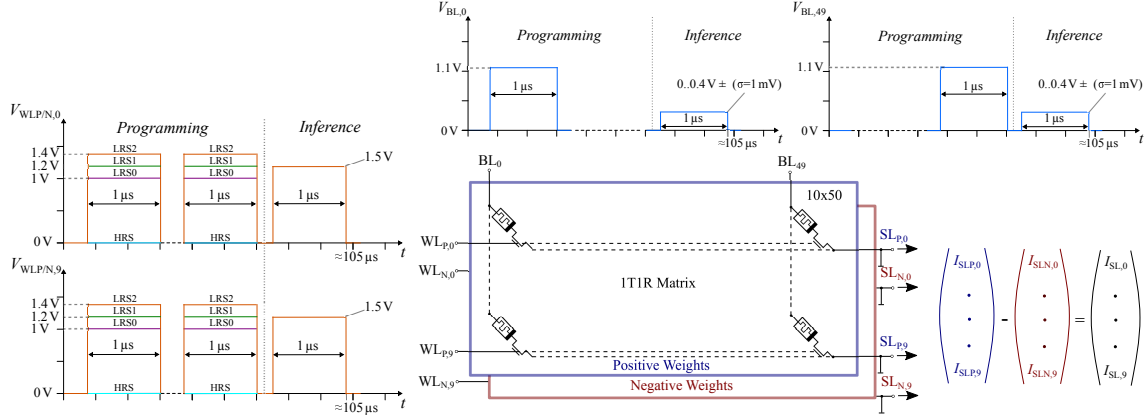 V_BL,0
Programming
Inference
1.1 V
1 µs
0..0.4 V ± (σ=1 mV)
1 µs
0 V
≈105 µs
t
V_BL,49
Programming
Inference
1.1 V
1 µs
0..0.4 V ± (σ=1 mV)
1 µs
0 V
≈105 µs
t
V_WLP/N,0
Programming
Inference
1.4 V
1.2 V
1 V
0 V
LRS2
LRS1
LRS0
1 µs
HRS
LRS2
LRS1
LRS0
1 µs
HRS
1.5 V
1 µs
≈105 µs
t
V_WLP/N,9
1.4 V
1.2 V
1 V
0 V
LRS2
LRS1
LRS0
1 µs
HRS
LRS2
LRS1
LRS0
1 µs
HRS
1.5 V
1 µs
≈105 µs
t
BL_0
BL_49
10x50
WL_P,0
WL_N,0
1T1R Matrix
WL_P,9
WL_N,9
Positive Weights
Negative Weights
SL_P,0
SL_N,0
SL_P,9
SL_N,9
I_SLP,0
I_SLN,0
I_SL,0
- =
I_SLP,9
I_SLN,9
I_SL,9